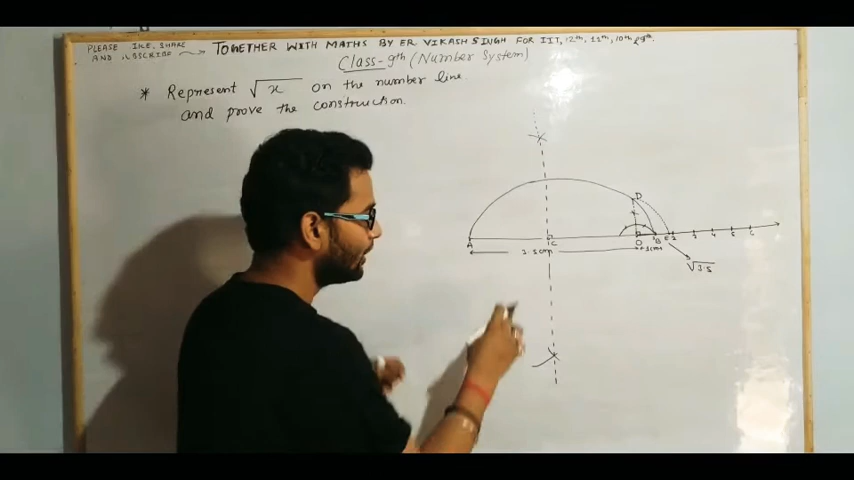 PLEASE LIKE, SHARE
AND SUBSCRIBE
TOGETHER WITH MATHS BY ER VIKASH SINGH FOR IIT, 12th, 11th, 10th, 9th.
Class-9th (Number System)
* Represent √x on the number line.
and prove the construction.
D
A
C
O
B
E
2
3
4
5
6
3.5cm
1cm
√3.5